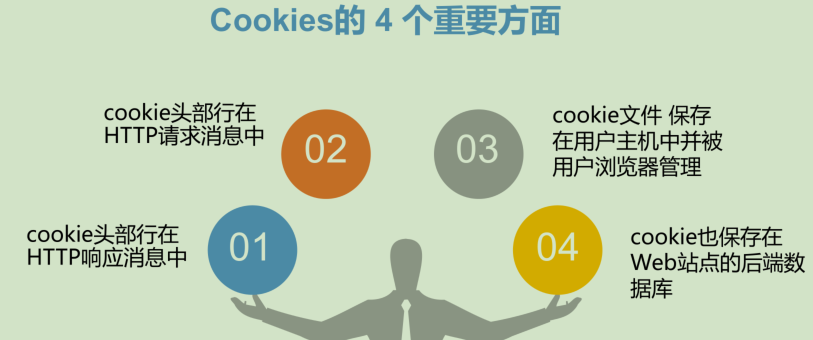 Cookies的 4 个重要方面
cookie头部行在
HTTP请求消息中
02
03
cookie文件 保存
在用户主机中并被
用户浏览器管理
cookie头部行在
HTTP响应消息中
01
04
cookie也保存在
Web站点的后端数
据库